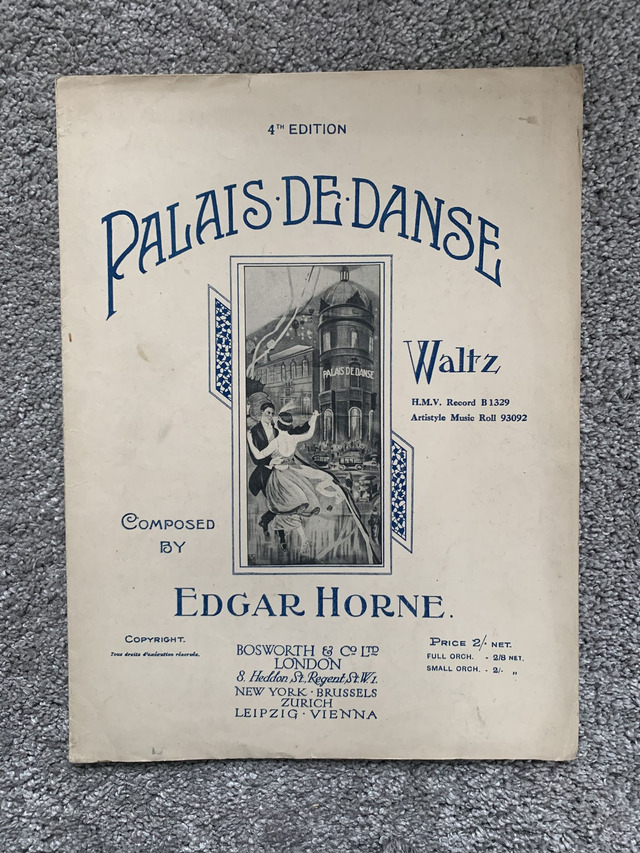 4TH EDITION
PALAIS·DE·DANSE
PALAIS DE DANSE
Waltz
H.M.V. Record B 1329
Artistyle Music Roll 93092
COMPOSED
BY
EDGAR HORNE.
COPYRIGHT.
Tous droits d'exécution réservés.
BOSWORTH & CO LTD
LONDON
8. Heddon St. Regent St. W1.
NEW YORK · BRUSSELS
ZURICH
LEIPZIG · VIENNA
PRICE 2/- NET.
FULL ORCH. - 2/8 NET.
SMALL ORCH. - 2/- „